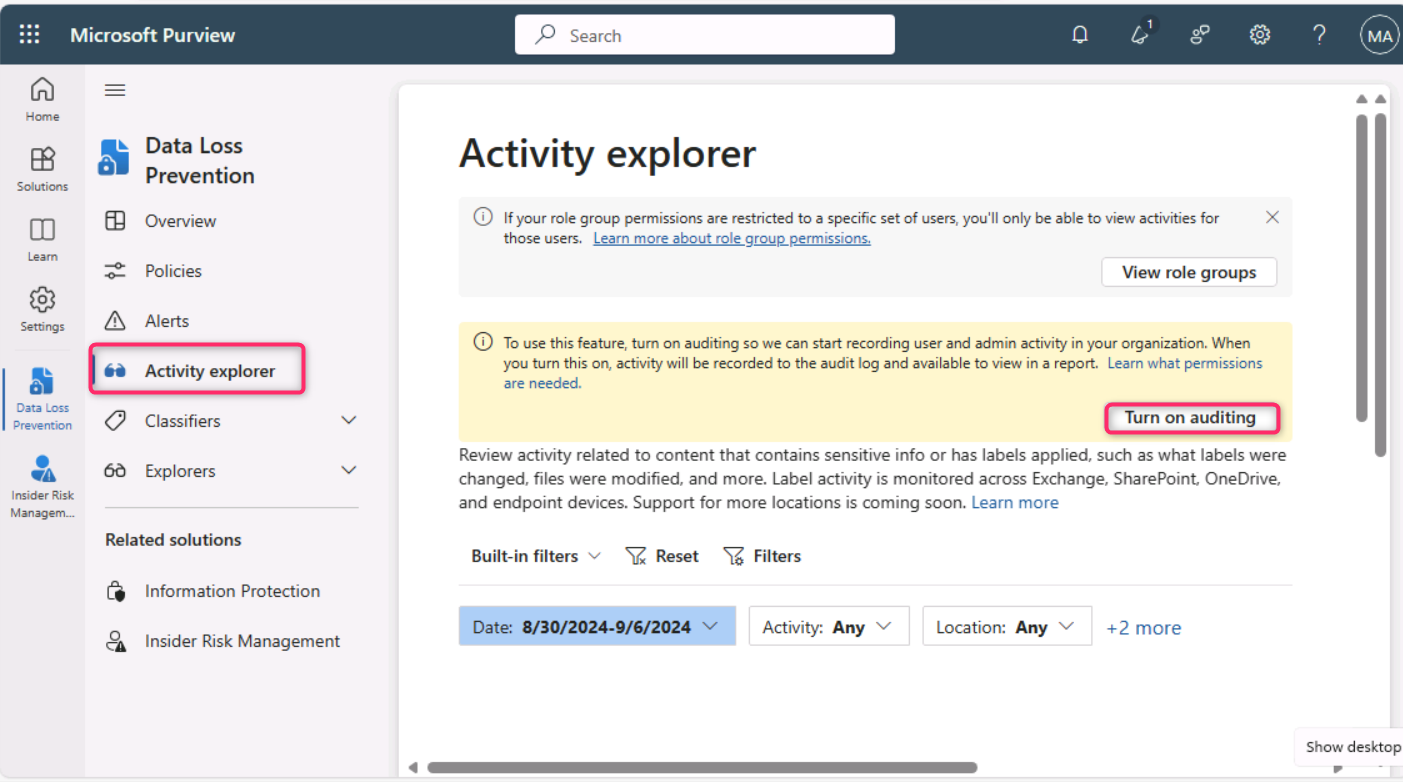 Microsoft Purview
Search
1
MA
Home
Solutions
Learn
Settings
Data Loss
Prevention
Insider Risk
Managem...
Data Loss
Prevention
Overview
Policies
Alerts
Activity explorer
Classifiers
Explorers
Related solutions
Information Protection
Insider Risk Management
Activity explorer
If your role group permissions are restricted to a specific set of users, you'll only be able to view activities for
those users. Learn more about role group permissions.
View role groups
To use this feature, turn on auditing so we can start recording user and admin activity in your organization. When
you turn this on, activity will be recorded to the audit log and available to view in a report. Learn what permissions
are needed.
Turn on auditing
Review activity related to content that contains sensitive info or has labels applied, such as what labels were
changed, files were modified, and more. Label activity is monitored across Exchange, SharePoint, OneDrive,
and endpoint devices. Support for more locations is coming soon. Learn more
Built-in filters Reset Filters
Date: 8/30/2024-9/6/2024 Activity: Any Location: Any +2 more
Show desktop